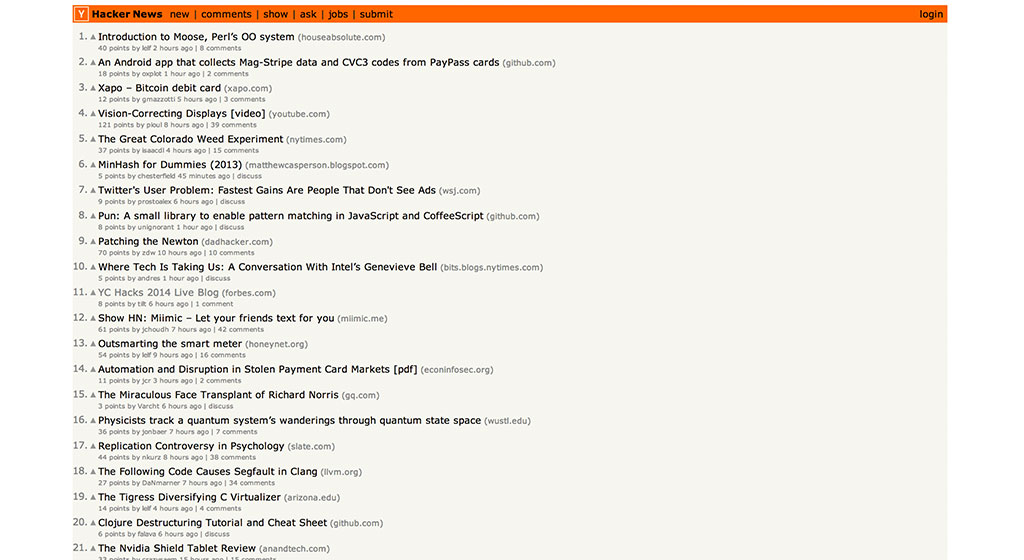 Y Hacker News new | comments | show | ask | jobs | submit login
1. Introduction to Moose, Perl's OO system (houseabsolute.com)
40 points by leif 2 hours ago | 8 comments
2. An Android app that collects Mag-Stripe data and CVC3 codes from PayPass cards (github.com)
18 points by oxplot 1 hour ago | 2 comments
3. Xapo – Bitcoin debit card (xapo.com)
12 points by gmazzotti 5 hours ago | 3 comments
4. Vision-Correcting Displays [video] (youtube.com)
121 points by plouf 8 hours ago | 39 comments
5. The Great Colorado Weed Experiment (nytimes.com)
37 points by isaacdl 4 hours ago | 15 comments
6. MinHash for Dummies (2013) (matthewcasperson.blogspot.com)
5 points by chesterfield 45 minutes ago | discuss
7. Twitter's User Problem: Fastest Gains Are People That Don't See Ads (wsj.com)
9 points by prostoalex 6 hours ago | discuss
8. Pun: A small library to enable pattern matching in JavaScript and CoffeeScript (github.com)
8 points by unignorant 1 hour ago | discuss
9. Patching the Newton (dadhacker.com)
70 points by zdw 10 hours ago | 10 comments
10. Where Tech Is Taking Us: A Conversation With Intel's Genevieve Bell (bits.blogs.nytimes.com)
5 points by andres 1 hour ago | discuss
11. YC Hacks 2014 Live Blog (forbes.com)
8 points by tilt 6 hours ago | 1 comment
12. Show HN: Miimic – Let your friends text for you (miimic.me)
61 points by jchoudh 7 hours ago | 42 comments
13. Outsmarting the smart meter (honeynet.org)
54 points by leif 9 hours ago | 16 comments
14. Automation and Disruption in Stolen Payment Card Markets [pdf] (econinfosec.org)
11 points by jcr 3 hours ago | 2 comments
15. The Miraculous Face Transplant of Richard Norris (gq.com)
3 points by Varcht 6 hours ago | discuss
16. Physicists track a quantum system's wanderings through quantum state space (wustl.edu)
36 points by jonbaer 7 hours ago | 7 comments
17. Replication Controversy in Psychology (slate.com)
44 points by nkurz 8 hours ago | 38 comments
18. The Following Code Causes Segfault in Clang (llvm.org)
27 points by DaNmarner 7 hours ago | 34 comments
19. The Tigress Diversifying C Virtualizer (arizona.edu)
14 points by leif 4 hours ago | 4 comments
20. Clojure Destructuring Tutorial and Cheat Sheet (github.com)
6 points by falava 6 hours ago | discuss
21. The Nvidia Shield Tablet Review (anandtech.com)